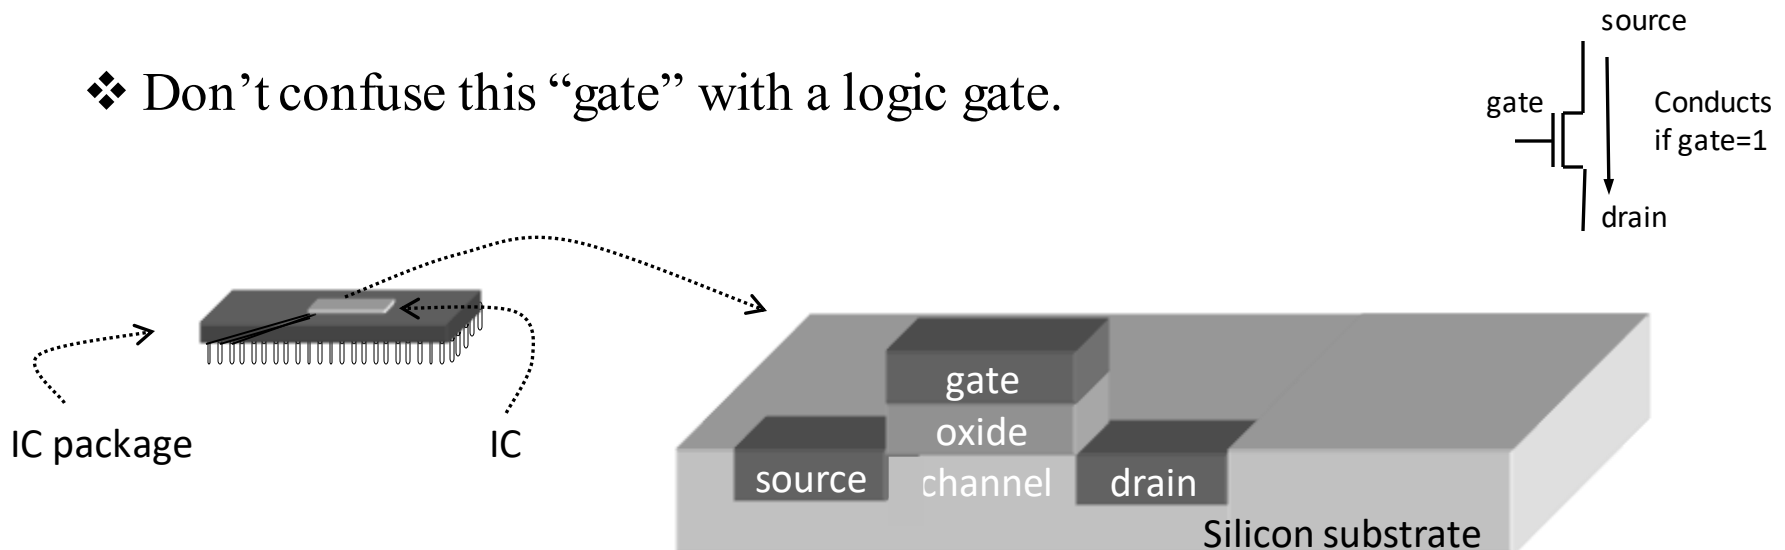 ❖ Don’t confuse this “gate” with a logic gate.
source
gate
Conducts
if gate=1
drain
IC package
IC
gate
oxide
source
channel
drain
Silicon substrate